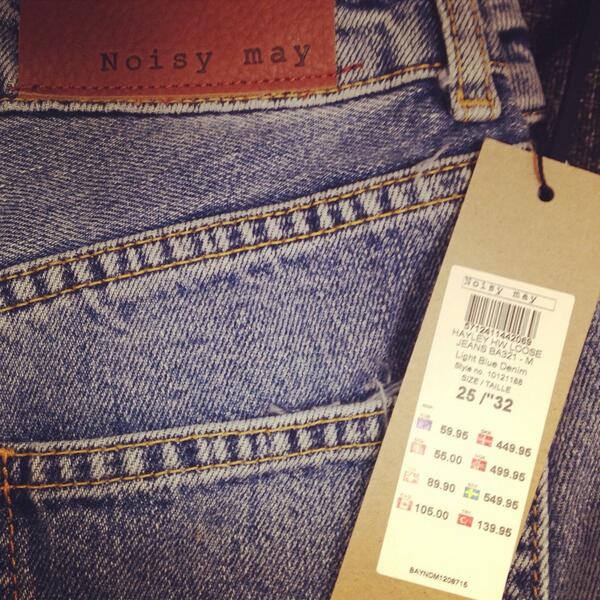 Noisy may
Noisy may
5712411442069
HAYLEY HW LOOSE
JEANS BA321 - M
Light Blue Denim
Style no. 10121188
SIZE / TAILLE
25 /"32
59.95 449.95
55.00 499.95
89.90 549.95
105.00 139.95
BAYNDM1208715